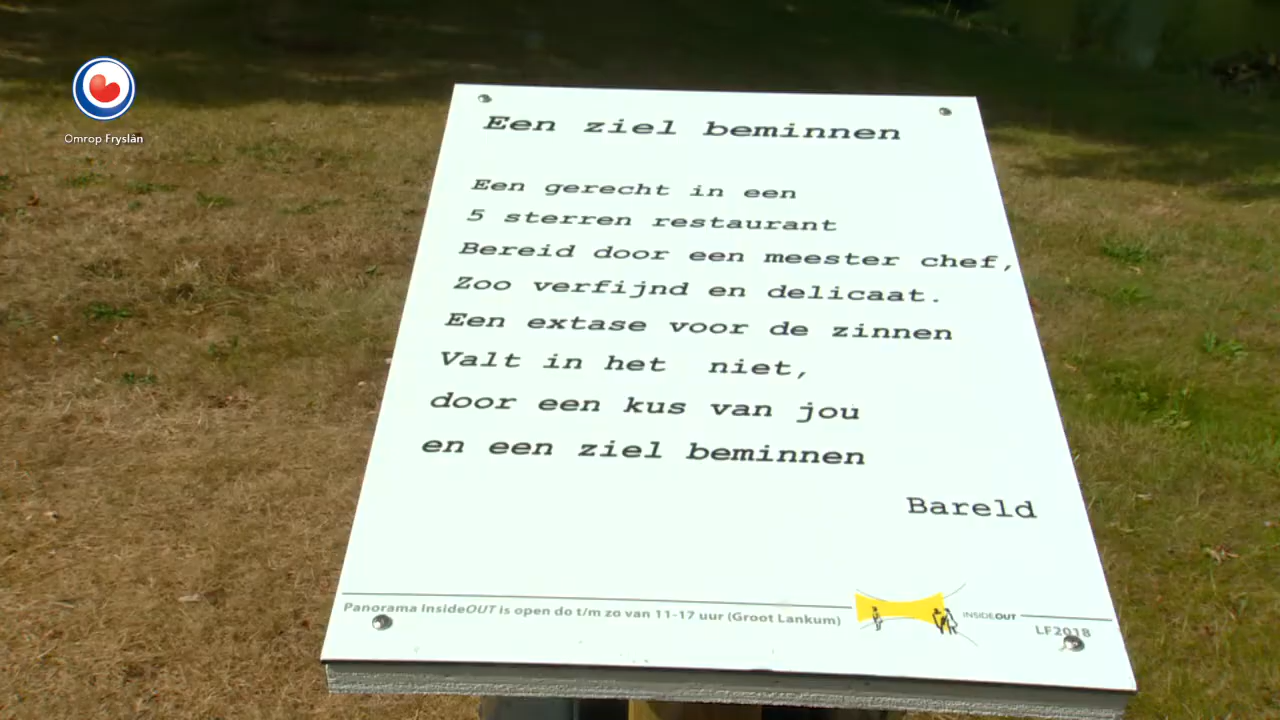 Omrop Fryslân
Een ziel beminnen
Een gerecht in een
5 sterren restaurant
Bereid door een meester chef,
Zoo verfijnd en delicaat.
Een extase voor de zinnen
Valt in het niet,
door een kus van jou
en een ziel beminnen
Bareld
Panorama InsideOUT is open do t/m zo van 11-17 uur (Groot Lankum)
INSIDEOUT
LF2018